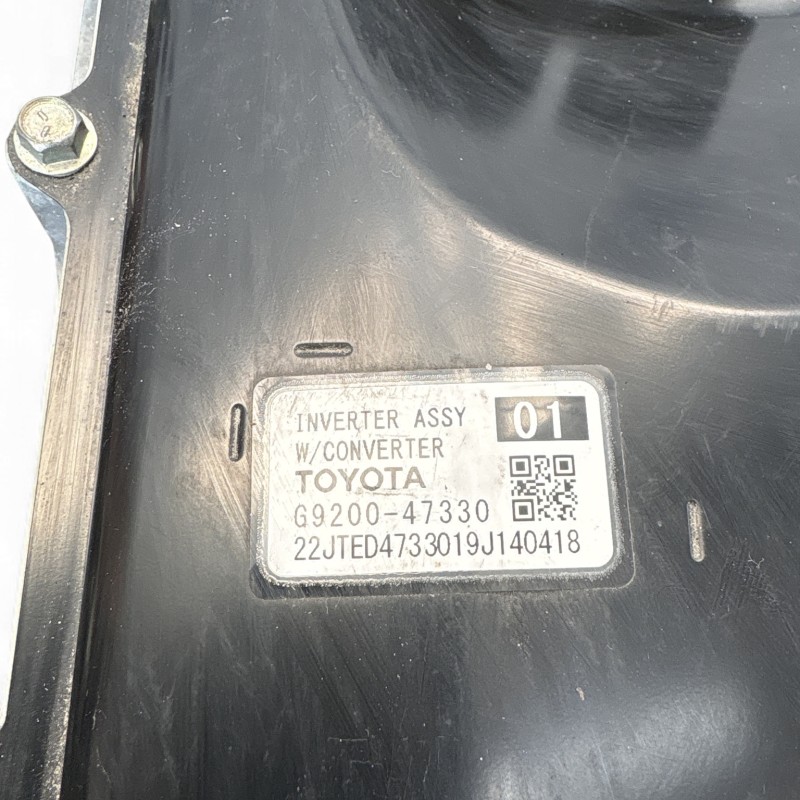 INVERTER ASSY 01
W/CONVERTER
TOYOTA
G9200-47330
22JTED4733019J140418